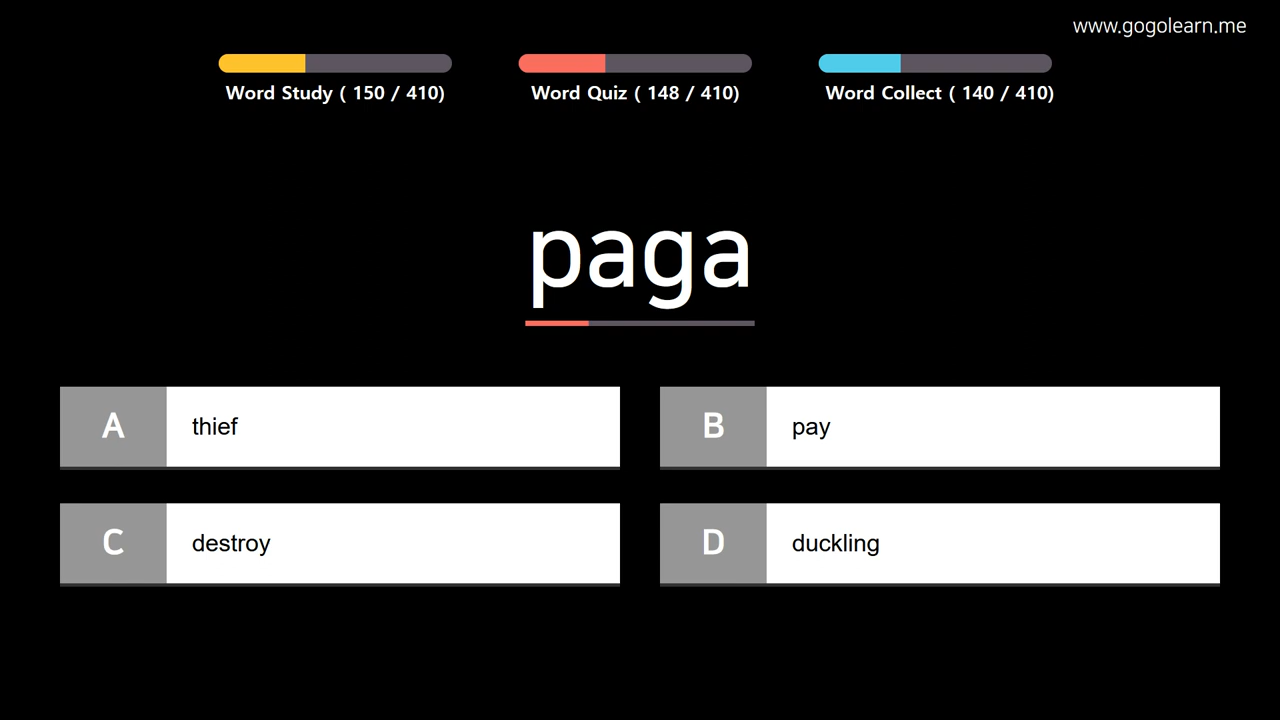 www.gogolearn.me
Word Study ( 150 / 410)
Word Quiz ( 148 / 410)
Word Collect ( 140 / 410)
paga
A
thief
B
pay
C
destroy
D
duckling